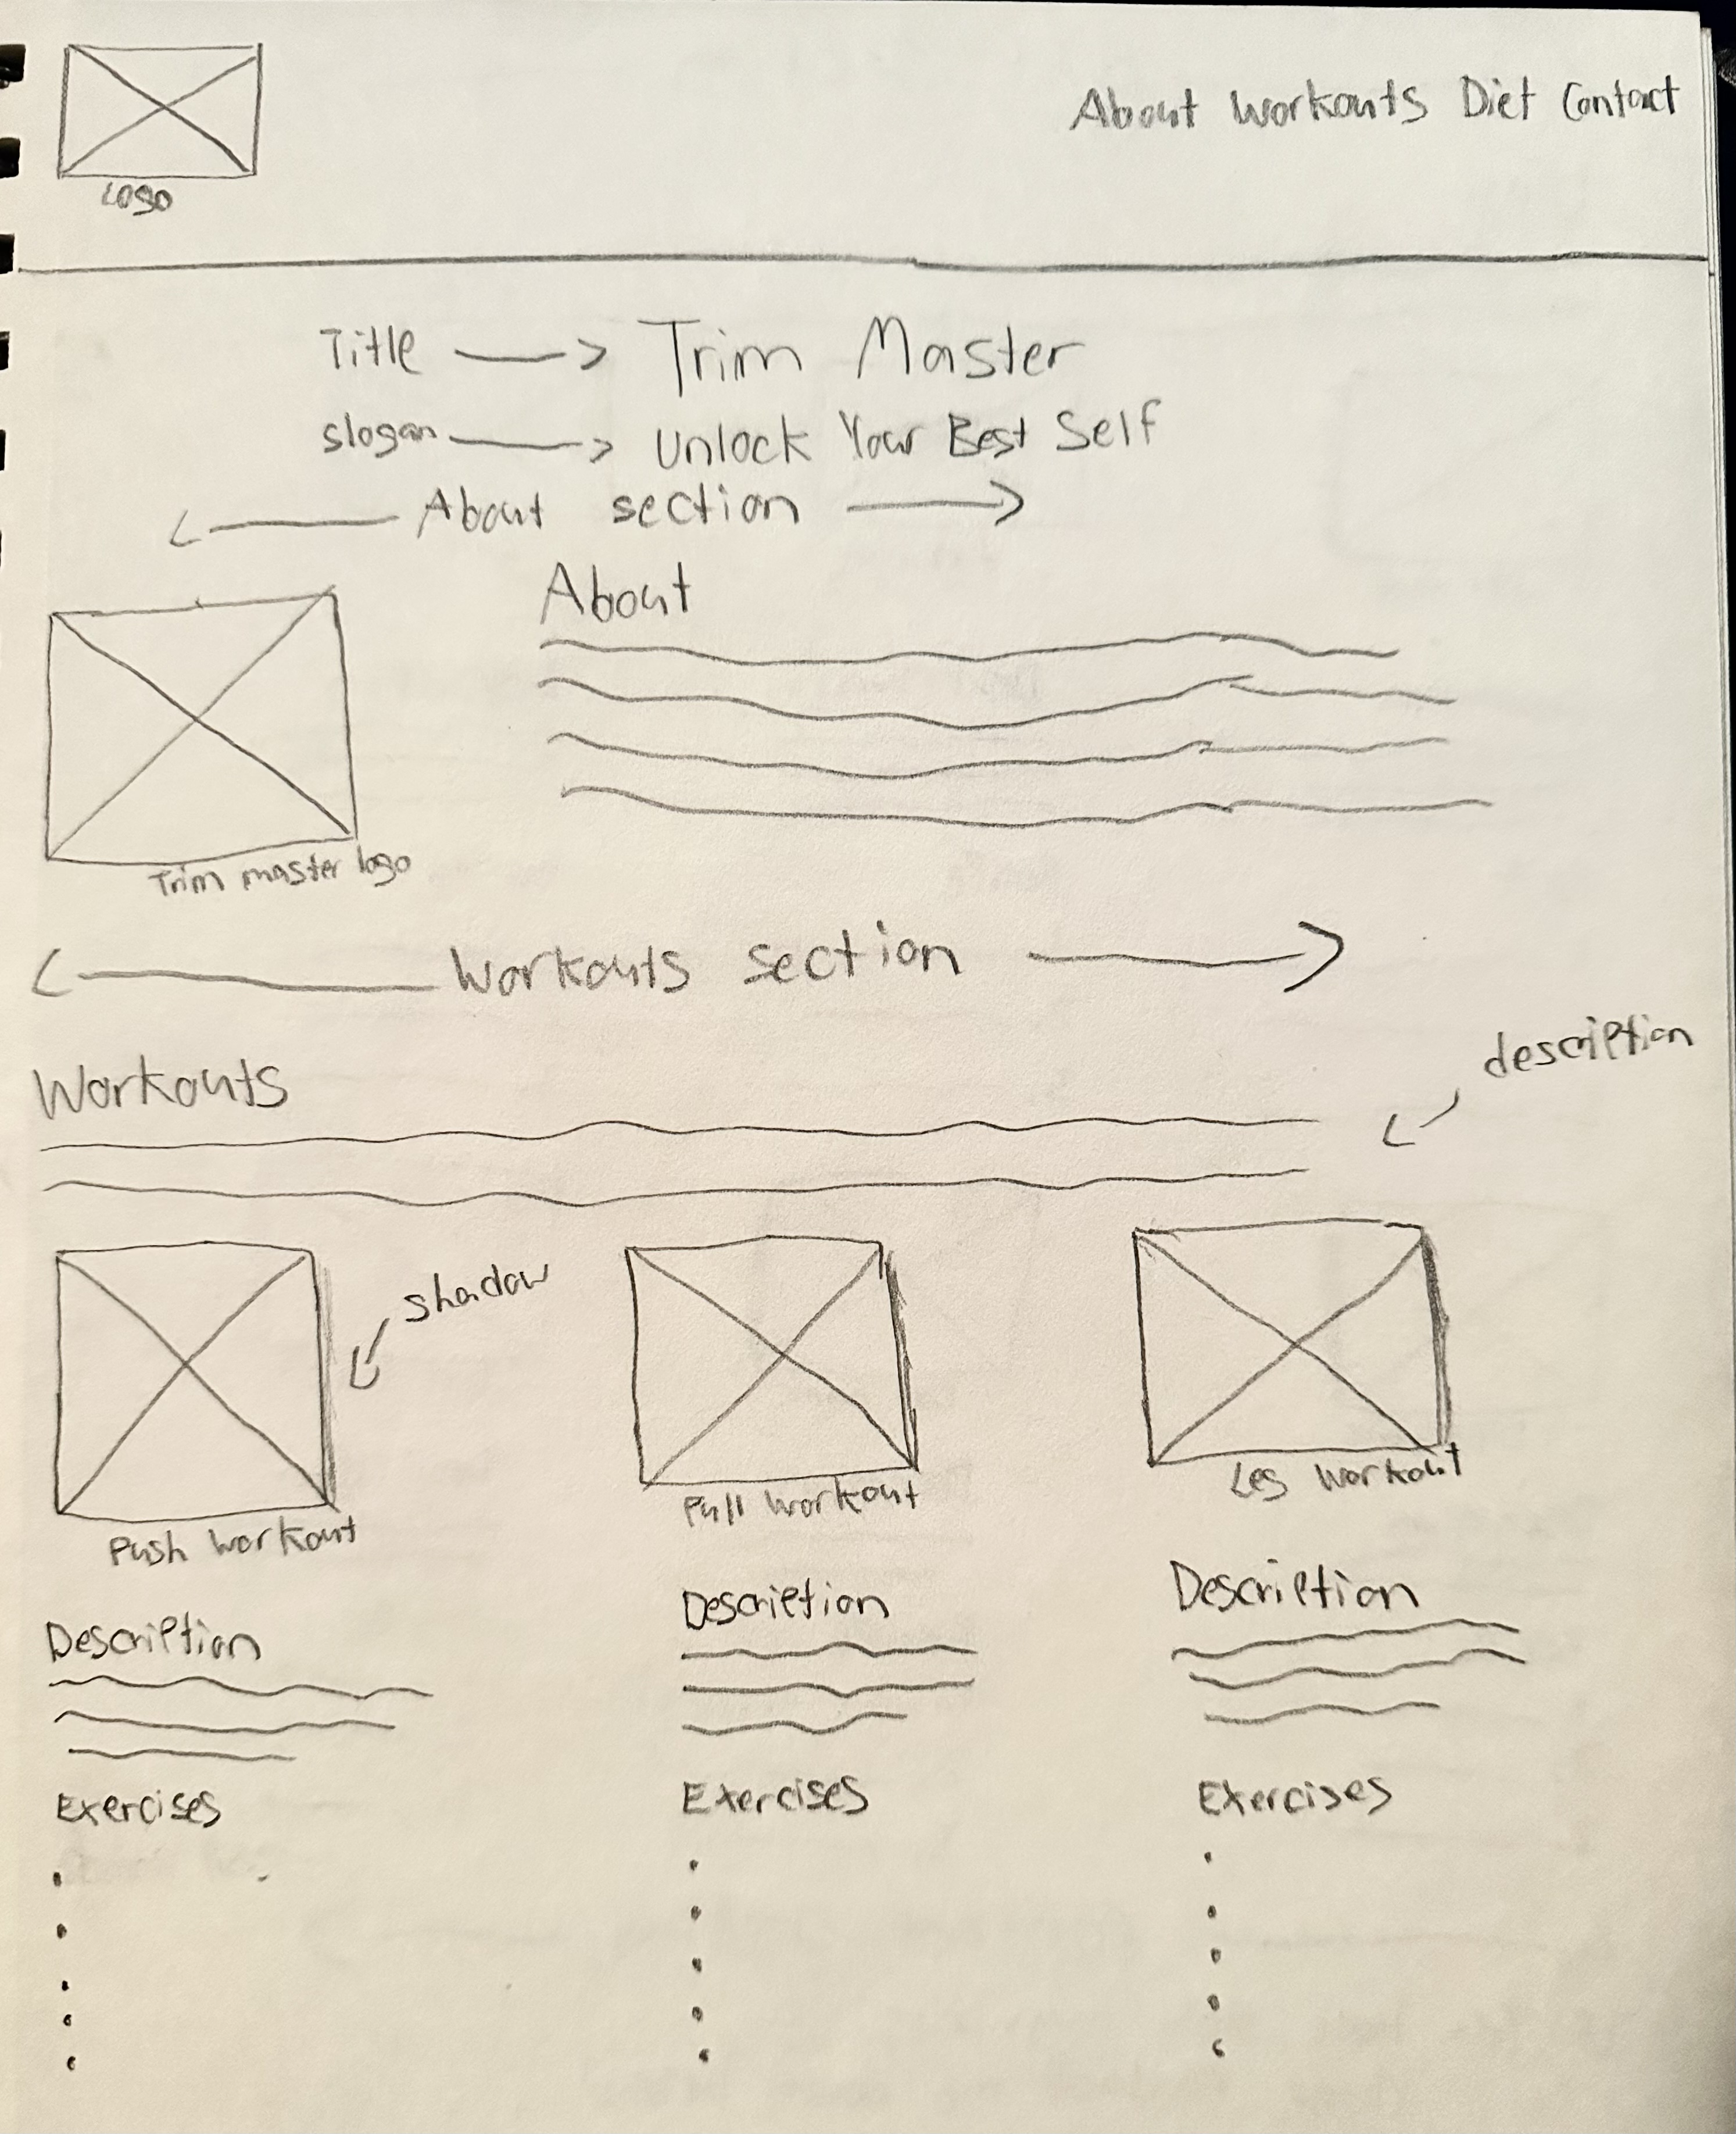 About Workouts Diet Contact
Logo
Title Trim Master
slogan Unlock Your Best Self
About section
About
Trim master logo
Workouts section
description
Workouts
shadow
Push Workout
Pull Workout
Leg Workout
Description
Description
Description
Exercises
Exercises
Exercises